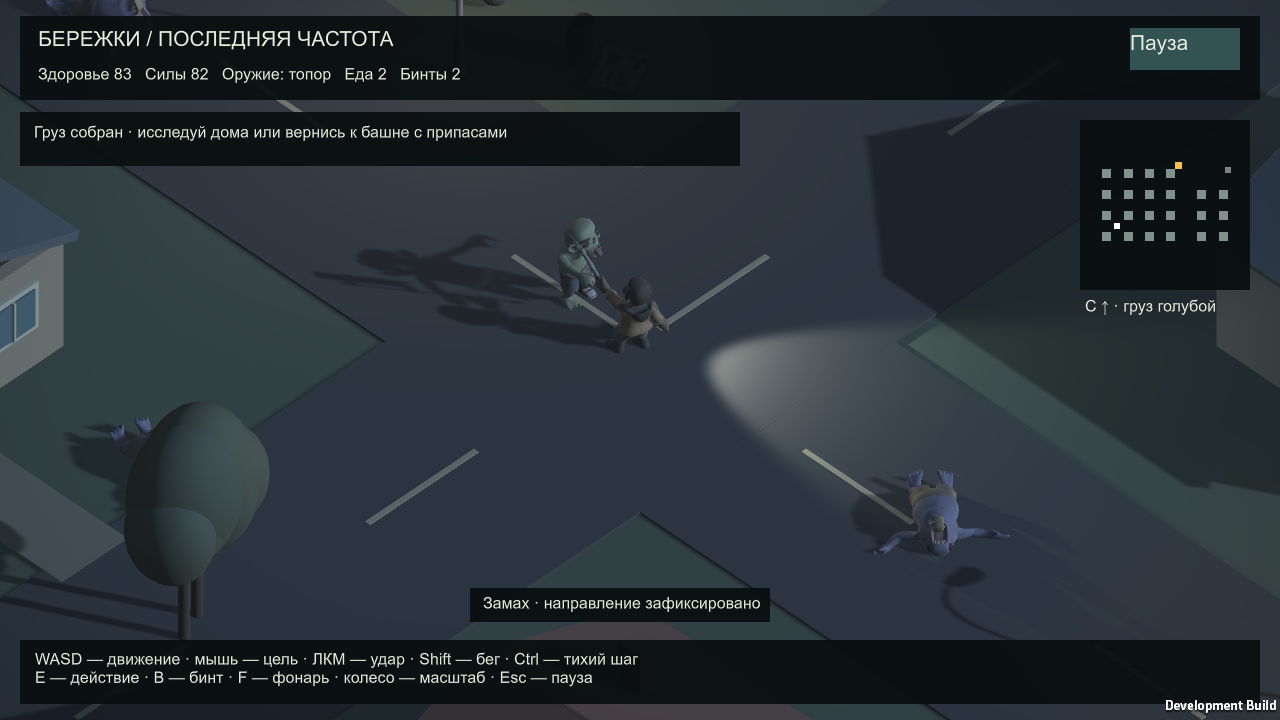 БЕРЕЖКИ / ПОСЛЕДНЯЯ ЧАСТОТА
Пауза
Здоровье 83 Силы 82 Оружие: топор Еда 2 Бинты 2
Груз собран · исследуй дома или вернись к башне с припасами
С ↑ · груз голубой
Замах · направление зафиксировано
WASD — движение · мышь — цель · ЛКМ — удар · Shift — бег · Ctrl — тихий шаг
E — действие · B — бинт · F — фонарь · колесо — масштаб · Esc — пауза
Development Build